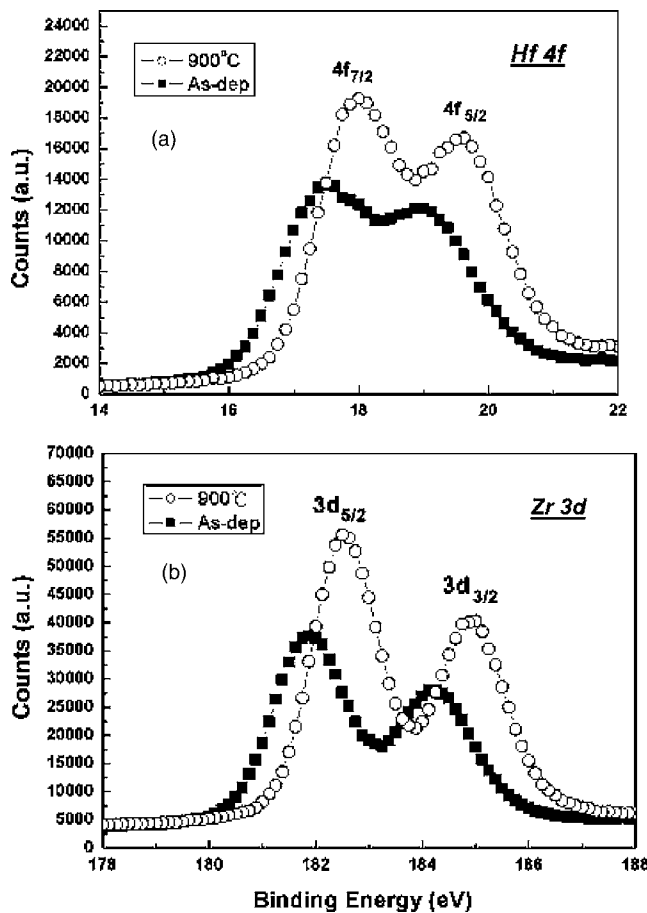 24000
22000
20000
18000
16000
14000
12000
10000
8000
6000
4000
2000
0
Counts (a.u.)
900°C
As-dep
(a)
4f7/2
4f5/2
Hf 4f
14 16 18 20 22
70000
65000
60000
55000
50000
45000
40000
35000
30000
25000
20000
15000
10000
5000
0
Counts (a.u.)
900℃
As-dep
(b)
3d5/2
3d3/2
Zr 3d
178 180 182 184 186 188
Binding Energy (eV)